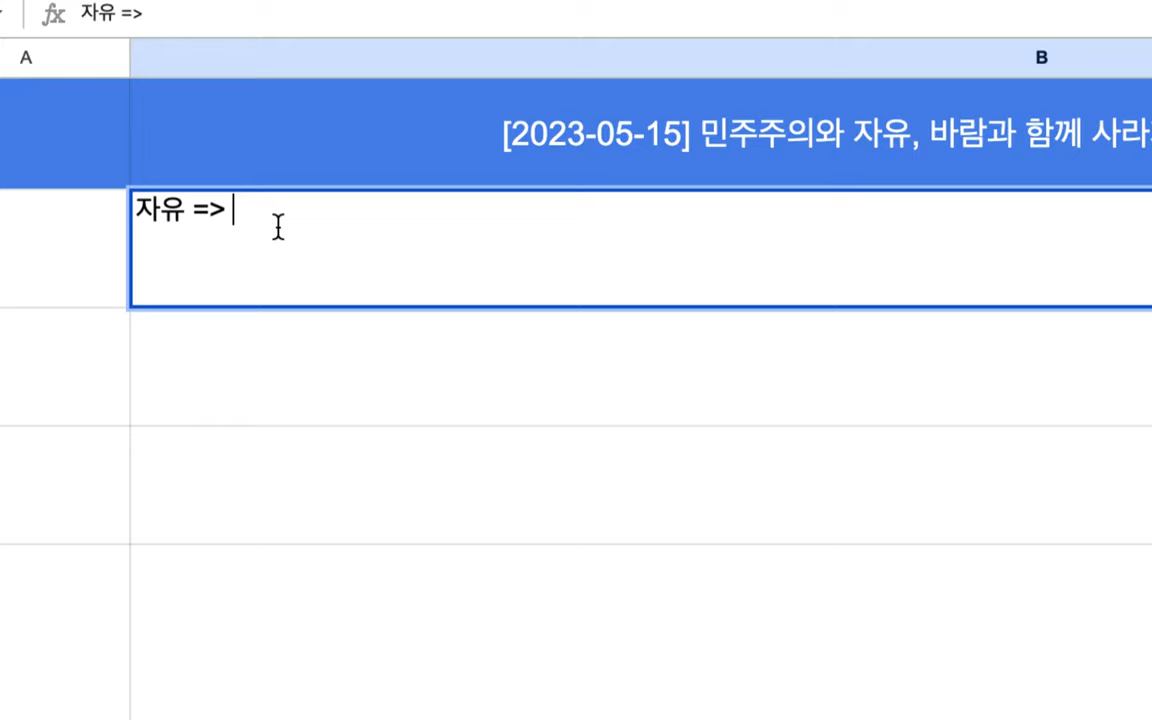 fx 자유 =>
A
B
[2023-05-15] 민주주의와 자유, 바람과 함께 사라
자유 =>